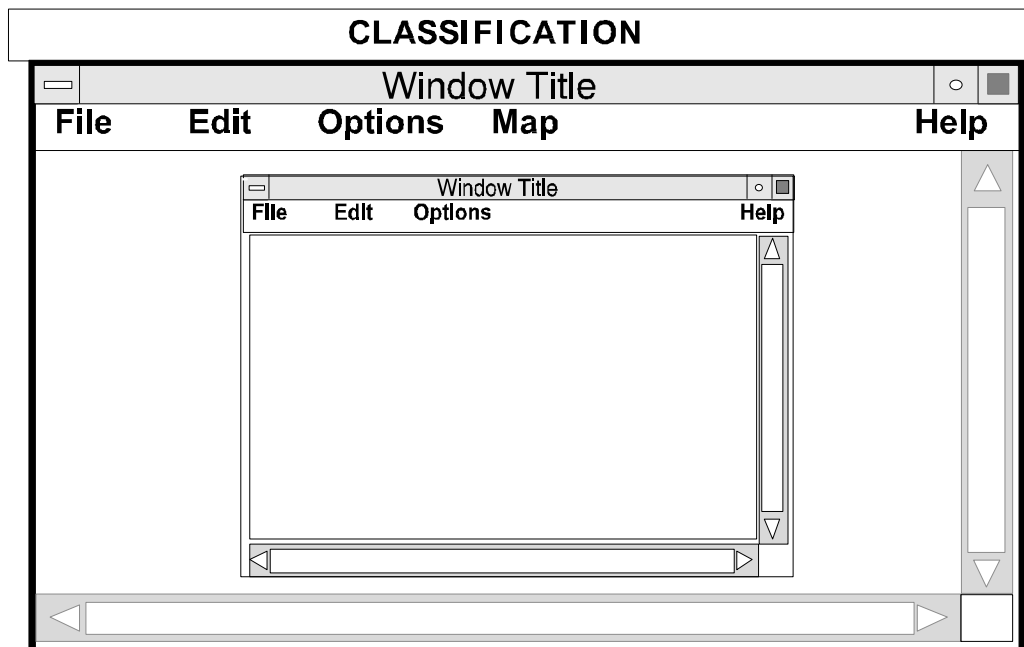 CLASSIFICATION
Window Title
File Edit Options Map Help
Window Title
File Edit Options Help